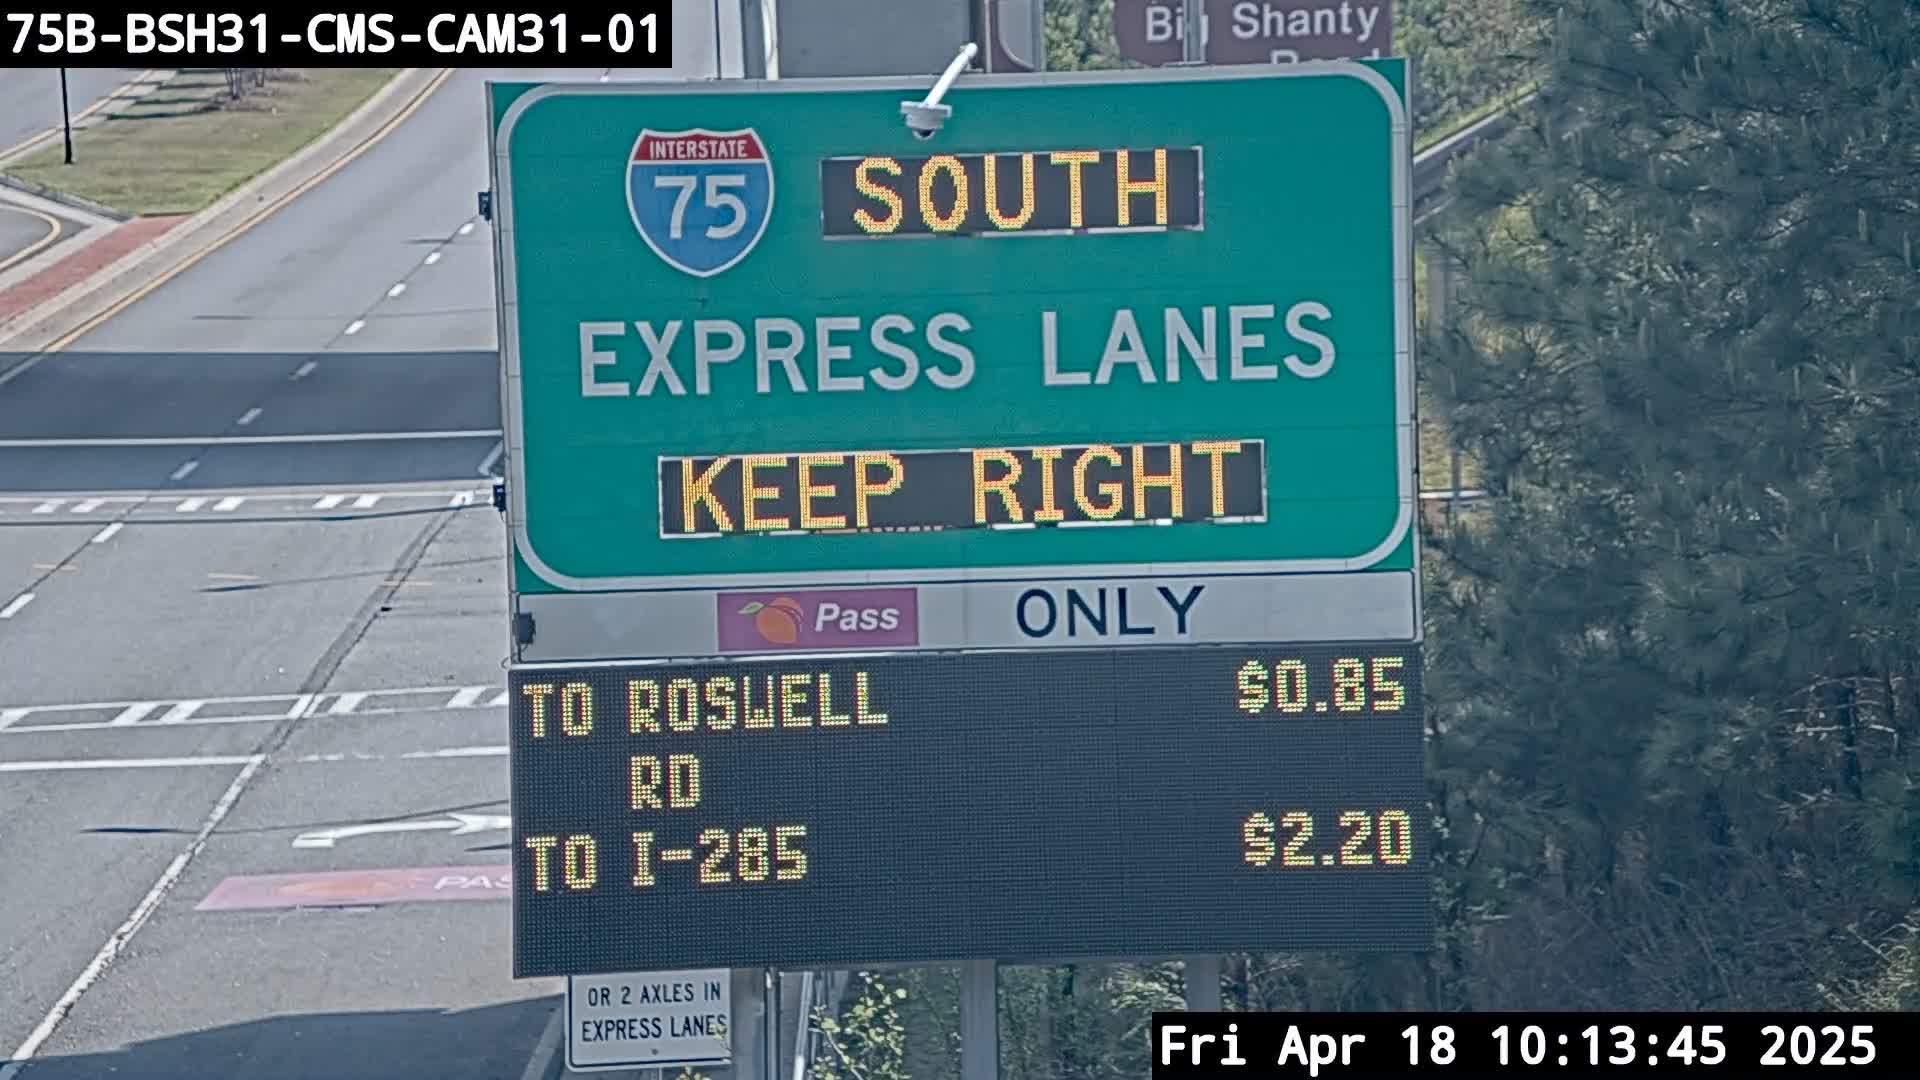 75B-BSH31-CMS-CAM31-01
Big Shanty
Road
INTERSTATE
75
SOUTH
EXPRESS LANES
KEEP RIGHT
Pass ONLY
TO ROSWELL $0.85
RD
TO I-285 $2.20
PAS
OR 2 AXLES IN
EXPRESS LANES
Fri Apr 18 10:13:45 2025